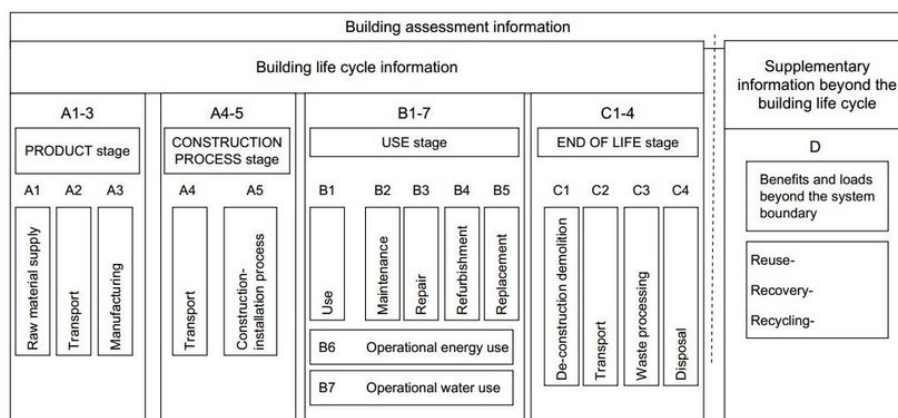 Building assessment information
Building life cycle information
Supplementary
information beyond the
building life cycle
A1-3
PRODUCT stage
A1
A2
A3
Raw material supply
Transport
Manufacturing
A4-5
CONSTRUCTION
PROCESS stage
A4
A5
Transport
Construction-
installation process
B1-7
USE stage
B1
B2
B3
B4
B5
Use
Maintenance
Repair
Refurbishment
Replacement
B6 Operational energy use
B7 Operational water use
C1-4
END OF LIFE stage
C1
C2
C3
C4
De-construction demolition
Transport
Waste processing
Disposal
D
Benefits and loads
beyond the system
boundary
Reuse-
Recovery-
Recycling-